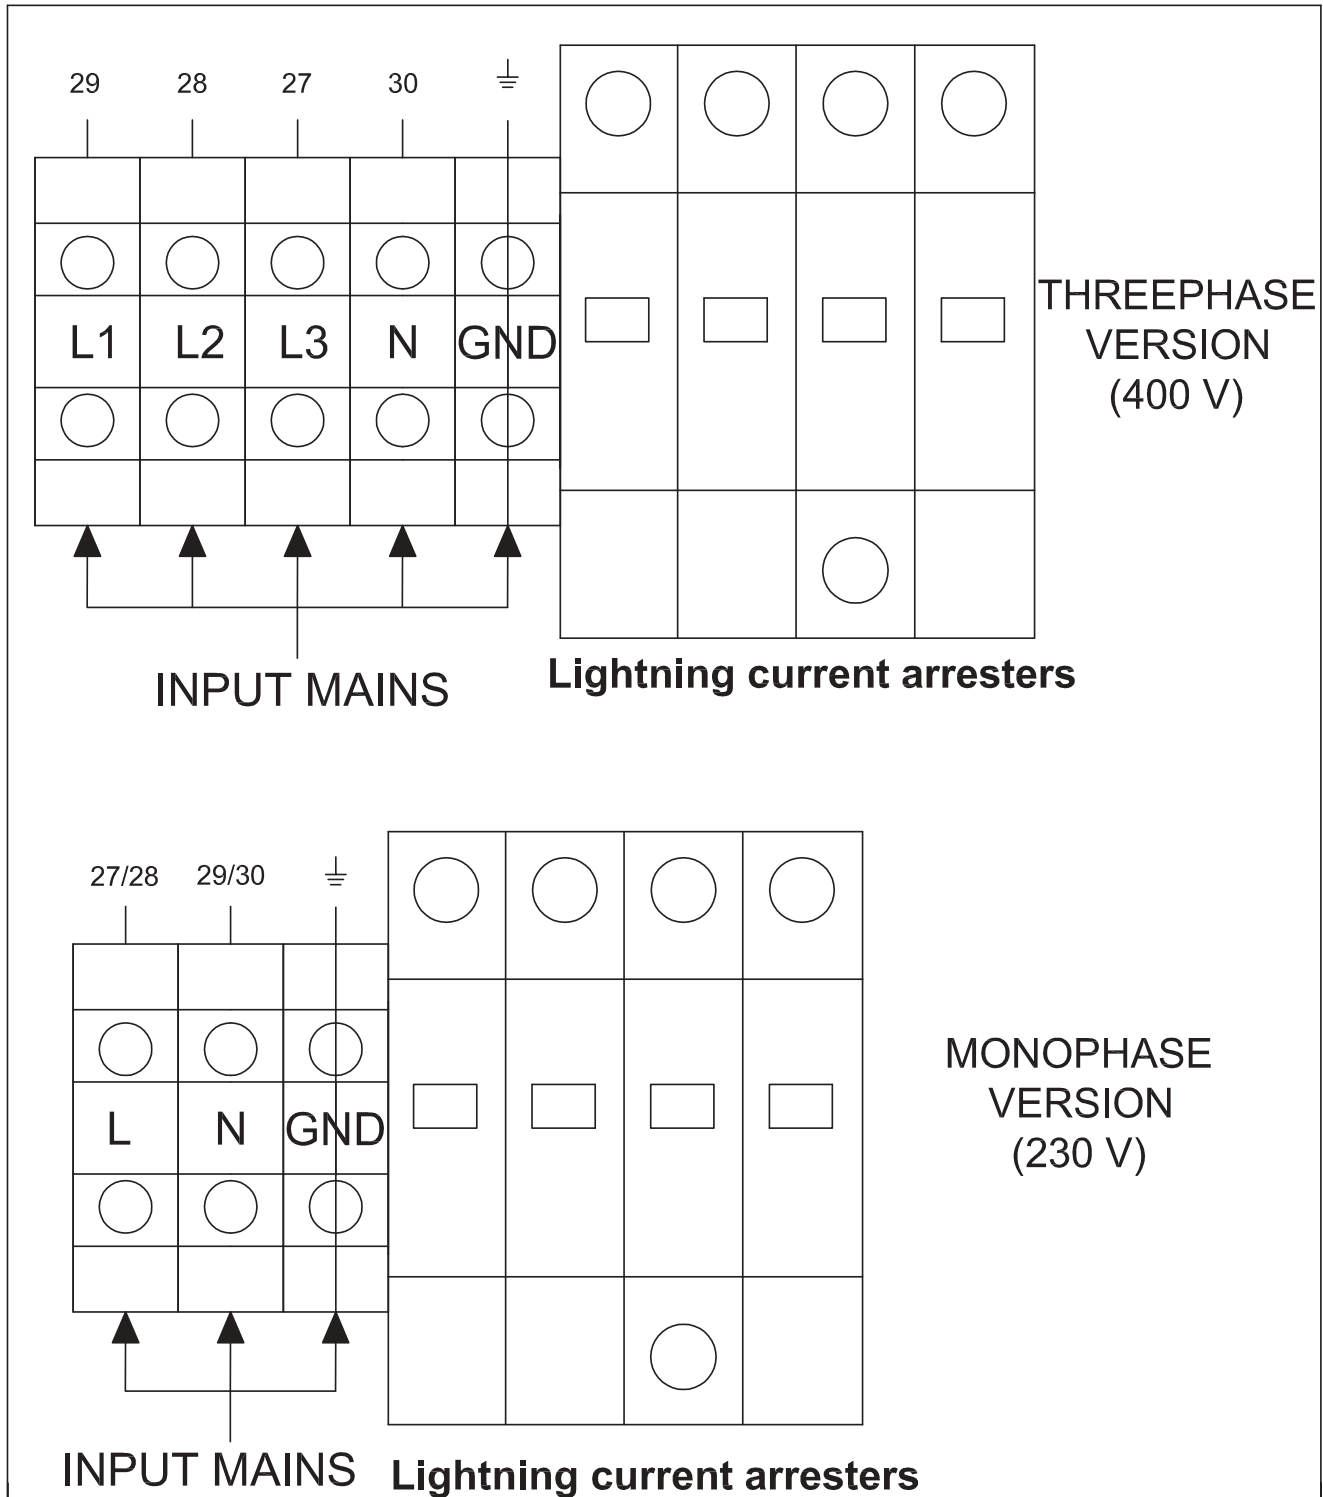 29 28 27 30
L1 L2 L3 N GND
THREEPHASE
VERSION
(400 V)
INPUT MAINS
Lightning current arresters
27/28 29/30
L N GND
MONOPHASE
VERSION
(230 V)
INPUT MAINS
Lightning current arresters